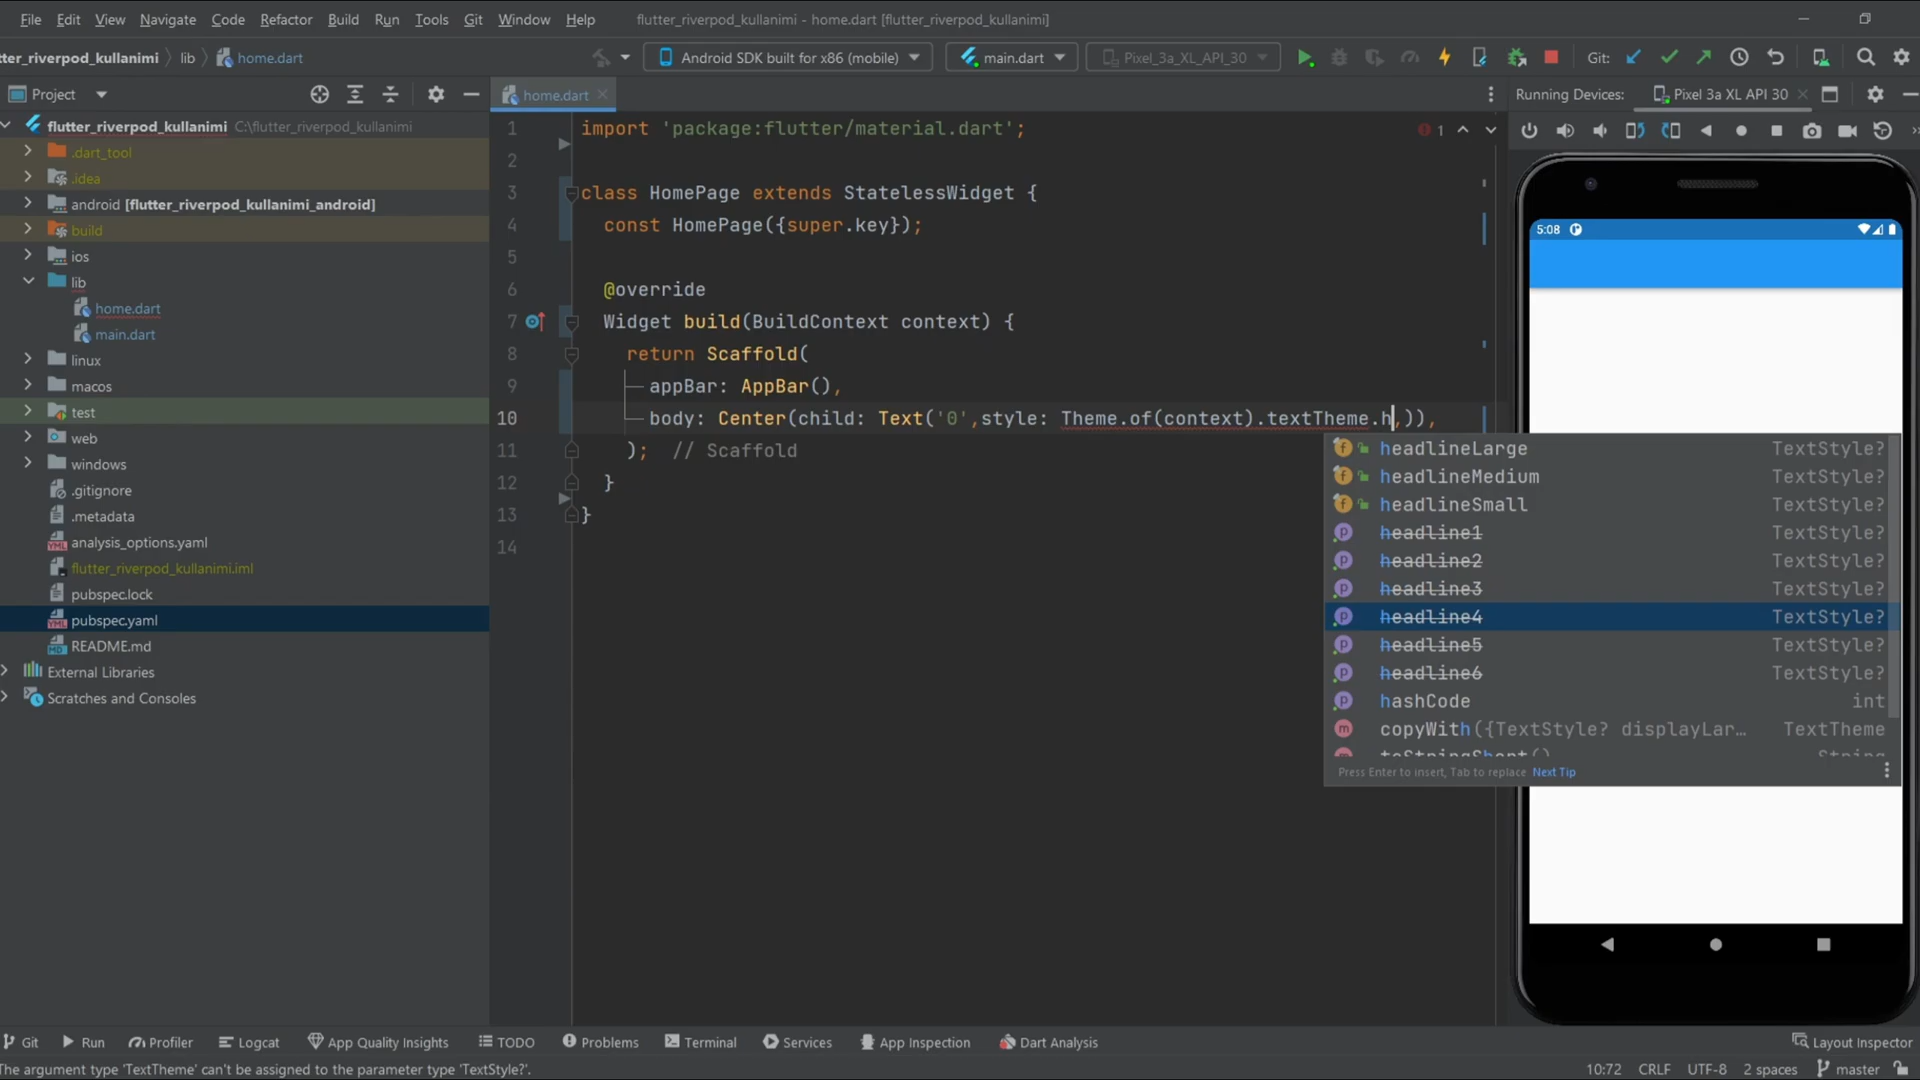 File Edit View Navigate Code Refactor Build Run Tools Git Window Help flutter_riverpod_kullanimi - home.dart [flutter_riverpod_kullanimi]
tter_riverpod_kullanimi lib home.dart Android SDK built for x86 (mobile) main.dart Pixel_3a_XL_API_30 Git:
Project home.dart Running Devices: Pixel 3a XL API 30
flutter_riverpod_kullanimi C:\flutter_riverpod_kullanimi
.dart_tool
.idea
android [flutter_riverpod_kullanimi_android]
build
ios
lib
home.dart
main.dart
linux
macos
test
web
windows
.gitignore
.metadata
analysis_options.yaml
flutter_riverpod_kullanimi.iml
pubspec.lock
pubspec.yaml
README.md
External Libraries
Scratches and Consoles
1 import 'package:flutter/material.dart'; 1
2
3 class HomePage extends StatelessWidget {
4 const HomePage({super.key});
5
6 @override
7 Widget build(BuildContext context) {
8 return Scaffold(
9 appBar: AppBar(),
10 body: Center(child: Text('0',style: Theme.of(context).textTheme.h,)),
11 ); // Scaffold
12 }
13 }
14
headlineLarge TextStyle?
headlineMedium TextStyle?
headlineSmall TextStyle?
headline1 TextStyle?
headline2 TextStyle?
headline3 TextStyle?
headline4 TextStyle?
headline5 TextStyle?
headline6 TextStyle?
hashCode int
copyWith({TextStyle? displayLar... TextTheme
toStringShort() String
Press Enter to insert, Tab to replace Next Tip
5:08
Git Run Profiler Logcat App Quality Insights TODO Problems Terminal Services App Inspection Dart Analysis Layout Inspector
The argument type 'TextTheme' can't be assigned to the parameter type 'TextStyle?'. 10:72 CRLF UTF-8 2 spaces master